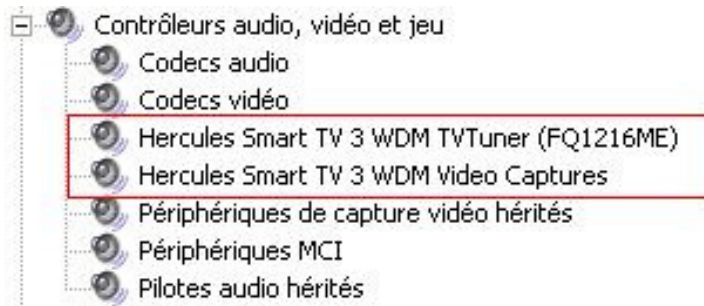 Contrôleurs audio, vidéo et jeu
Codecs audio
Codecs vidéo
Hercules Smart TV 3 WDM TVTuner (FQ1216ME)
Hercules Smart TV 3 WDM Video Captures
Périphériques de capture vidéo hérités
Périphériques MCI
Pilotes audio hérités